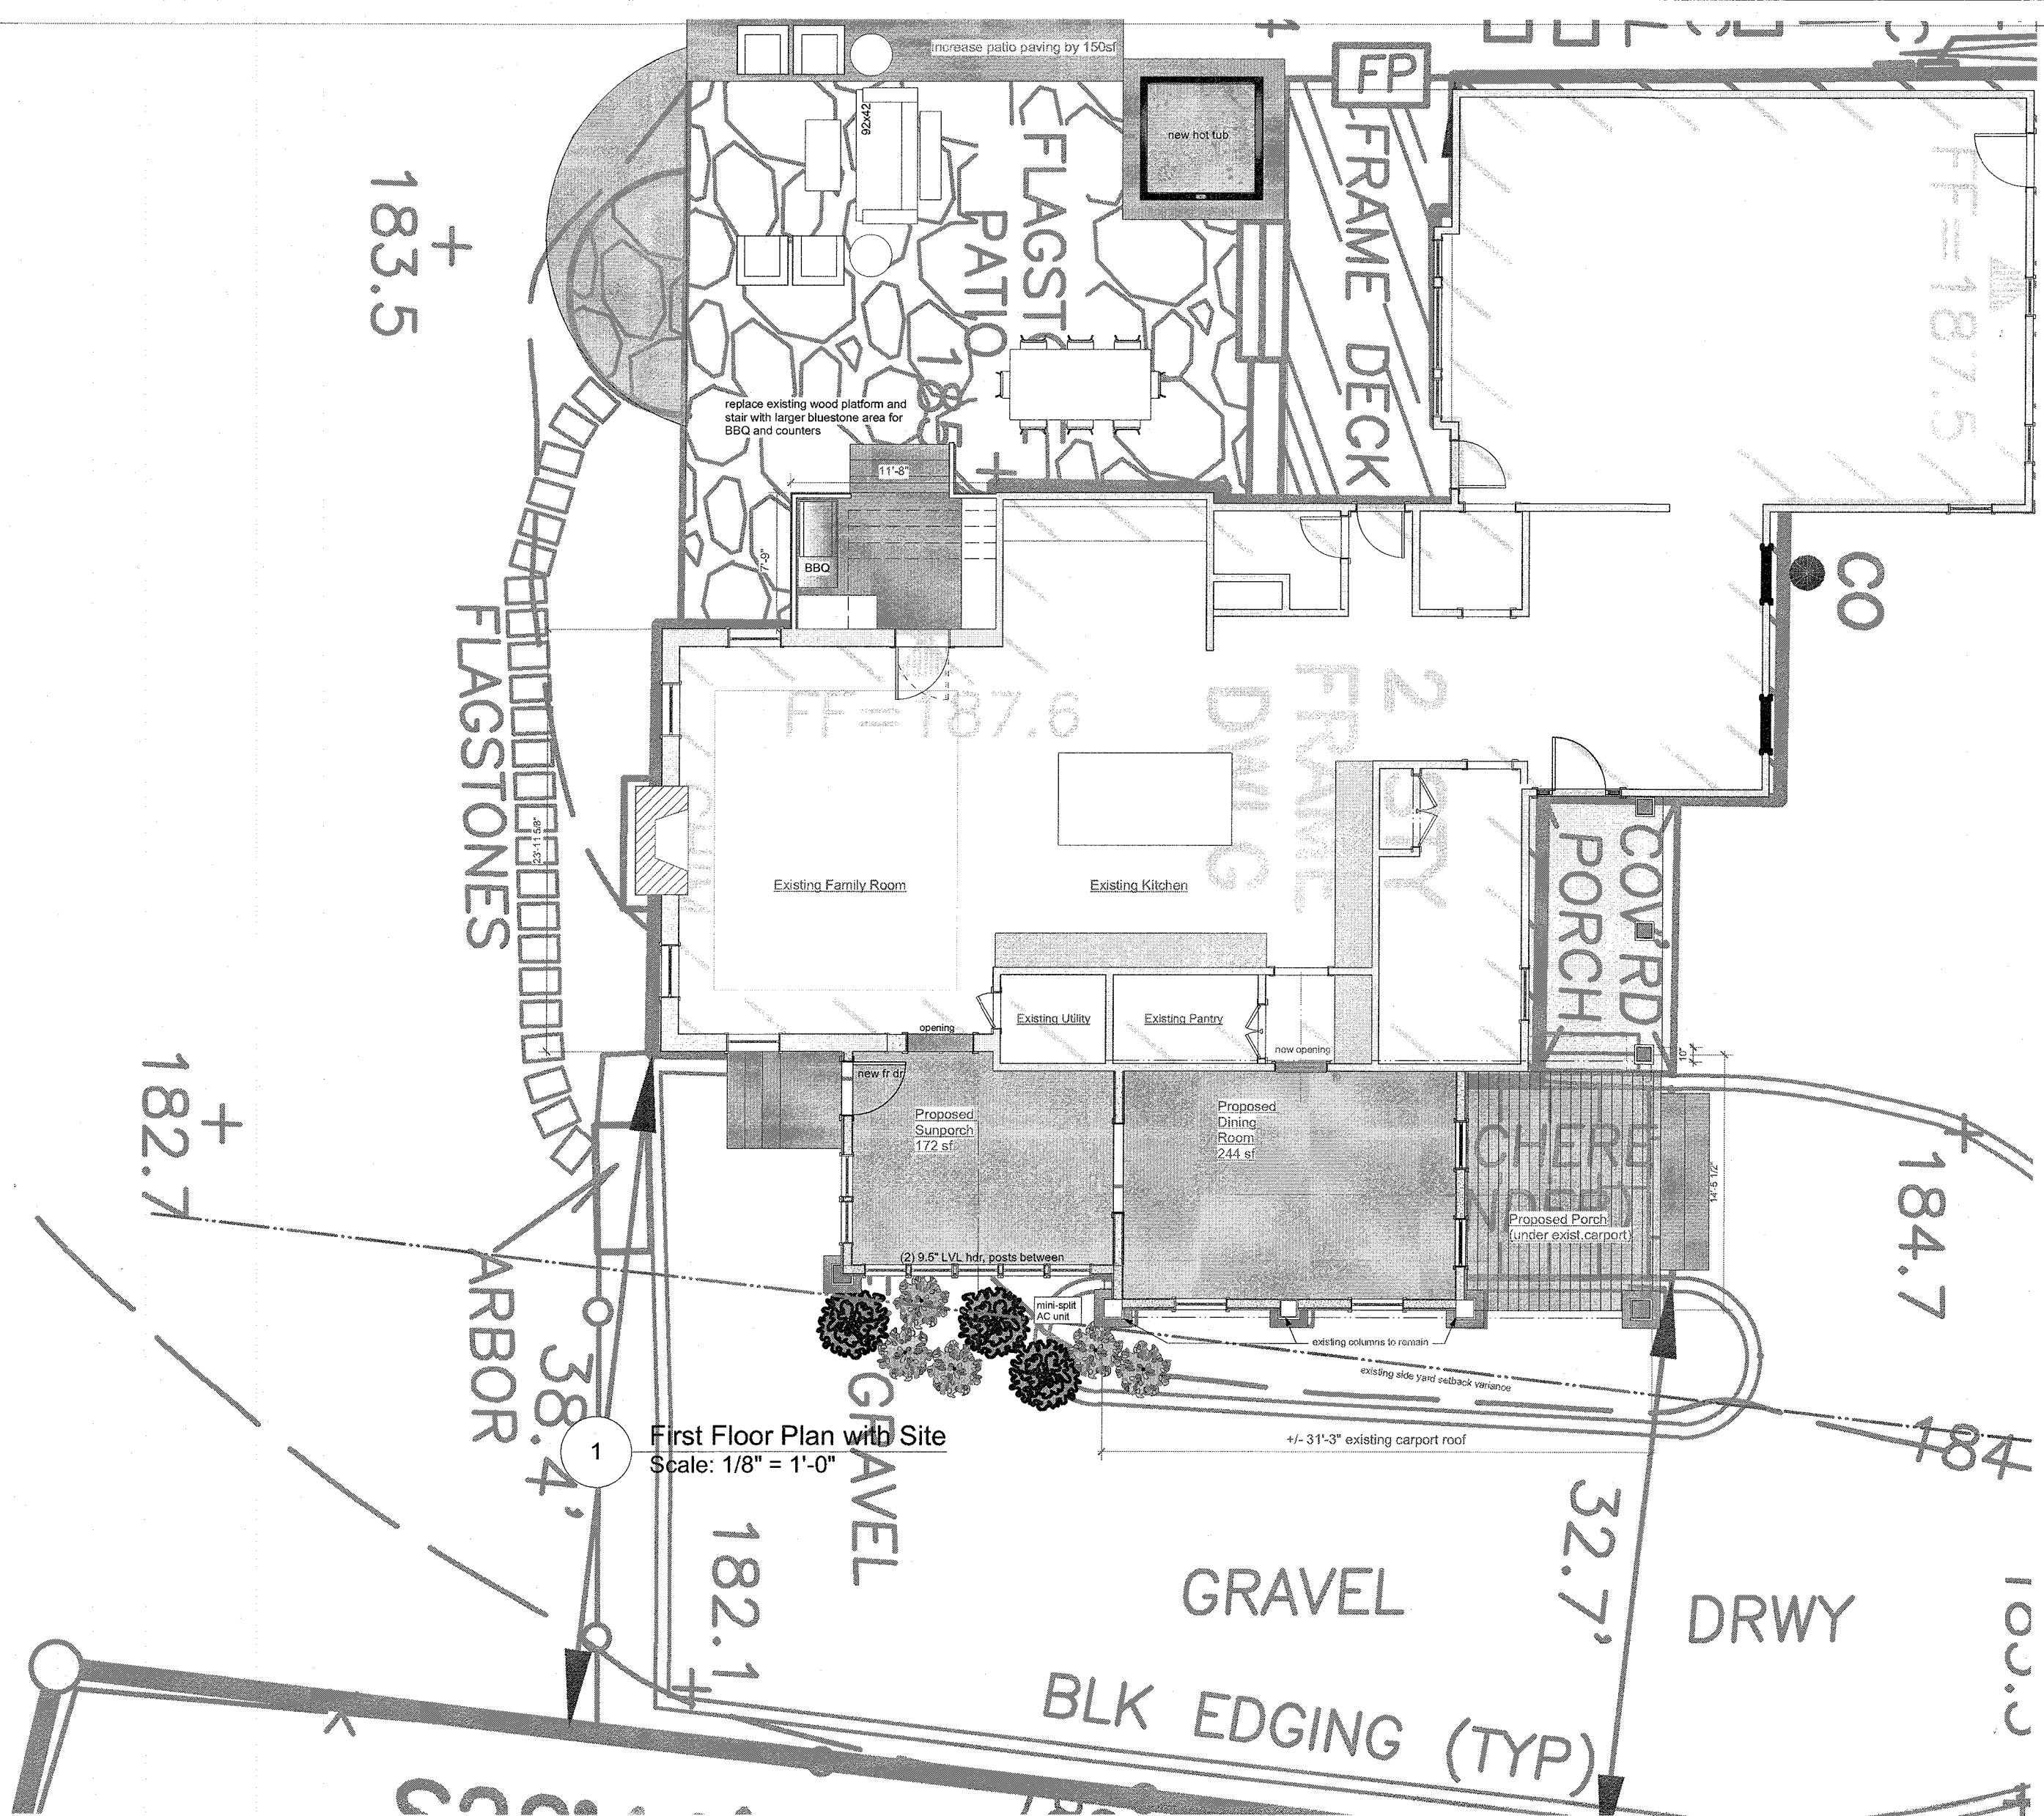 increase patio paving by 150sf
FP
92x42
new hot tub
FLAGST
PATIO
FRAME DECK
FF=187.5
183.5
185
replace existing wood platform and
stair with larger bluestone area for
BBQ and counters
11'-8"
7'-9"
BBQ
CO
FLAGSTONES
FF=187.6
2
FRAME
DWLG
23'-11 5/8"
Existing Family Room
Existing Kitchen
COV'RD
PORCH
Existing Utility
Existing Pantry
opening
new opening
new fr dr
10"
182.7
Proposed
Sunporch
172 sf
Proposed
Dining
Room
244 sf
14'-5 1/2"
184.7
Proposed Porch
(under exist.carport)
(2) 9.5" LVL hdr, posts between
mini-split
AC unit
existing columns to remain
existing side yard setback variance
ARBOR
38.4'
GRAVEL
1
First Floor Plan with Site
Scale: 1/8" = 1'-0"
+/- 31'-3" existing carport roof
184
32.7'
182.1
GRAVEL
DRWY
BLK EDGING (TYP)